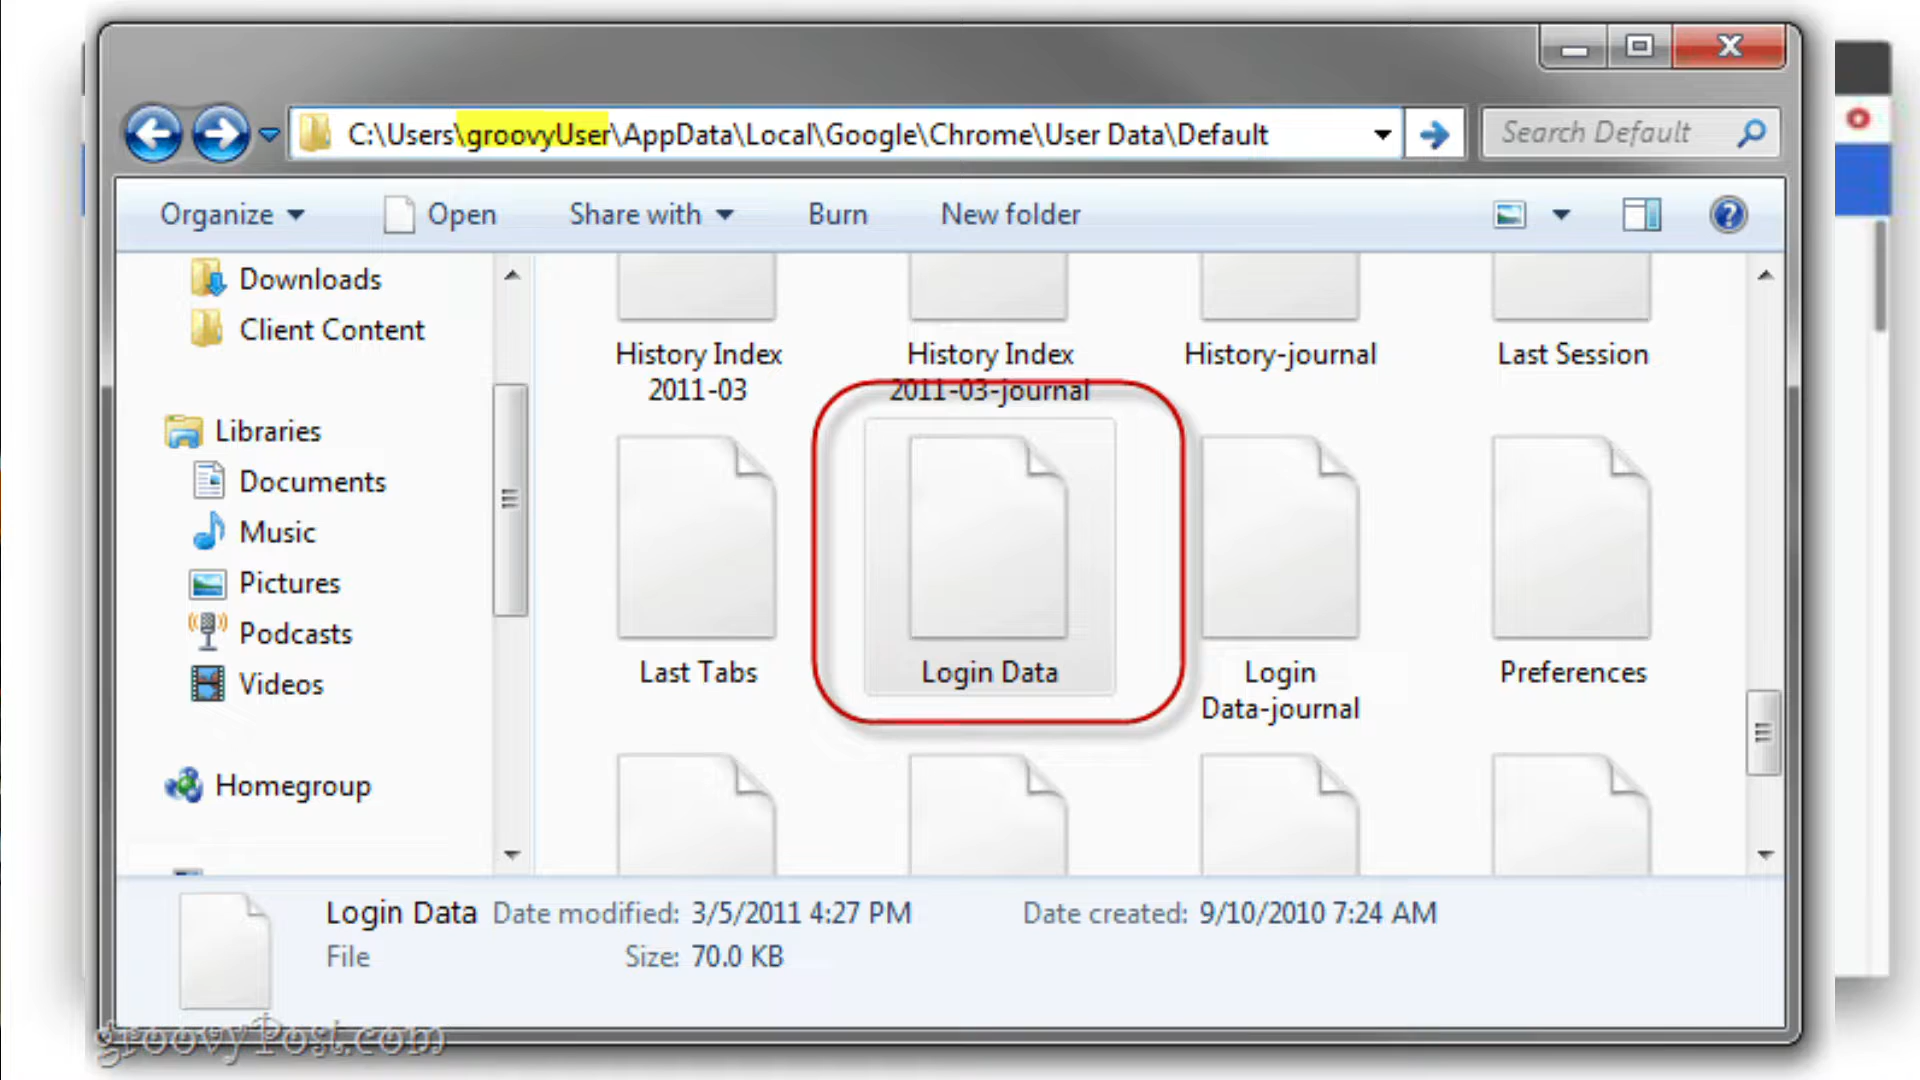 C:\Users\groovyUser\AppData\Local\Google\Chrome\User Data\Default
Search Default
Organize
Open
Share with
Burn
New folder
Downloads
Client Content
Libraries
Documents
Music
Pictures
Podcasts
Videos
Homegroup
History Index
2011-03
History Index
2011-03-journal
History-journal
Last Session
Last Tabs
Login Data
Login
Data-journal
Preferences
Login Data Date modified: 3/5/2011 4:27 PM Date created: 9/10/2010 7:24 AM
File Size: 70.0 KB
groovyPost.com